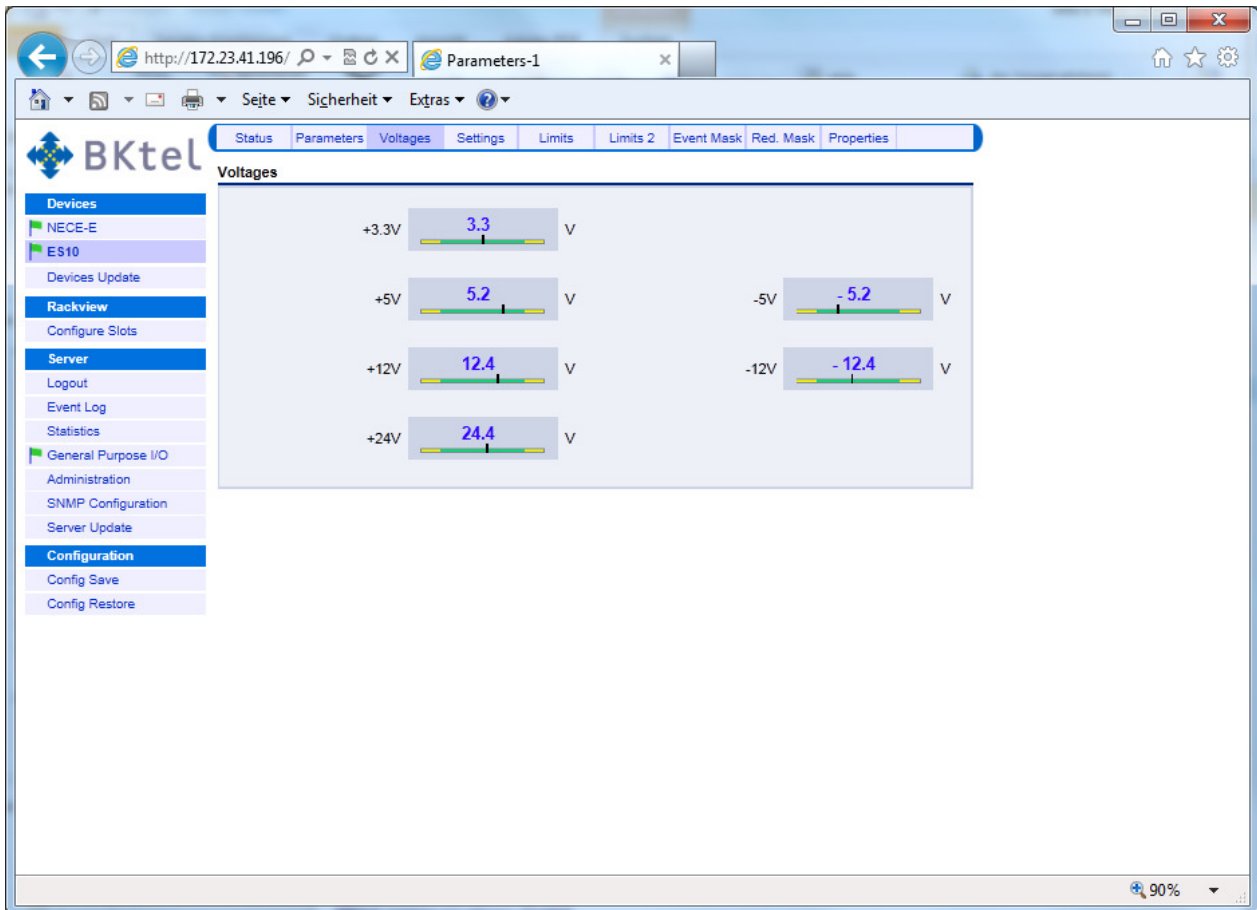 http://172.23.41.196/
Parameters-1
Seite Sicherheit Extras
BKtel
Status Parameters Voltages Settings Limits Limits 2 Event Mask Red. Mask Properties
Voltages
Devices
NECE-E
ES10
Devices Update
Rackview
Configure Slots
Server
Logout
Event Log
Statistics
General Purpose I/O
Administration
SNMP Configuration
Server Update
Configuration
Config Save
Config Restore
+3.3V 3.3 V
+5V 5.2 V -5V - 5.2 V
+12V 12.4 V -12V - 12.4 V
+24V 24.4 V
90%